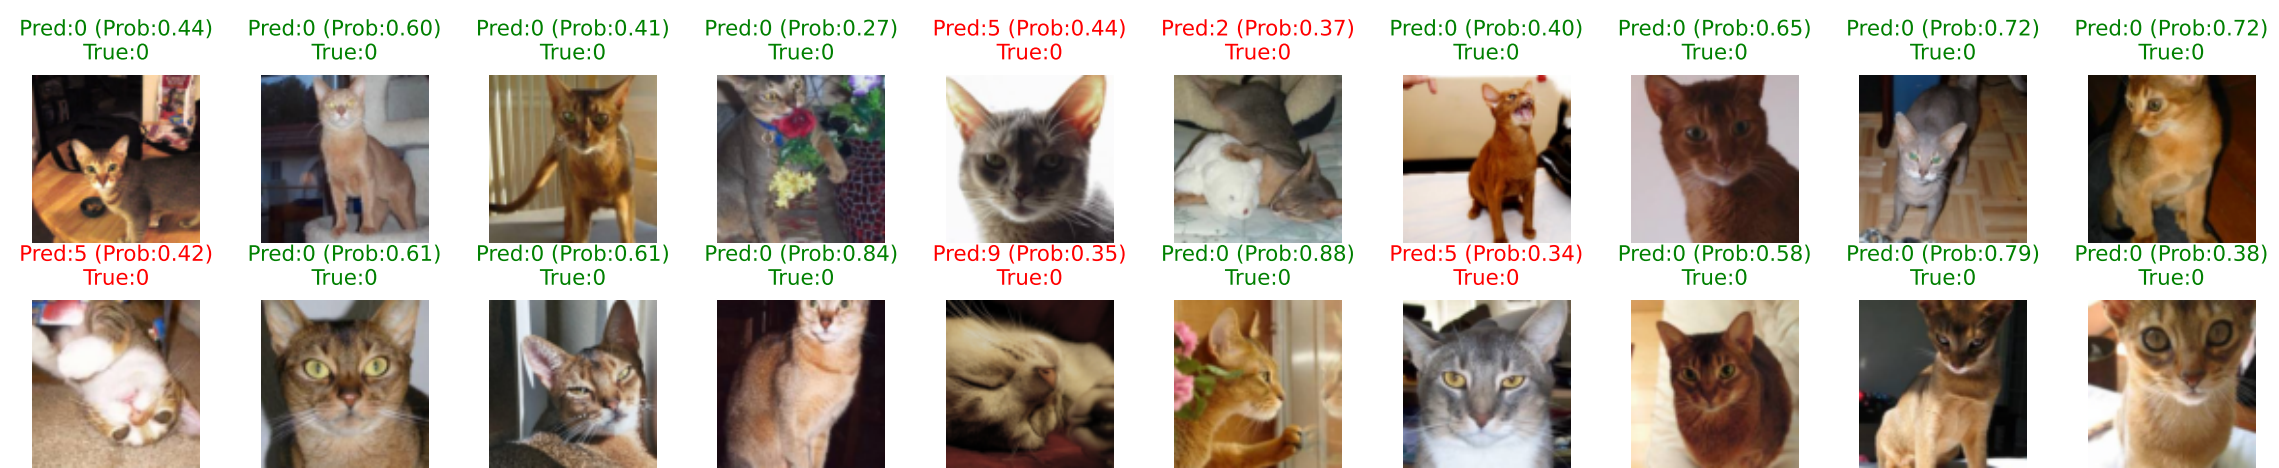 Pred:0 (Prob:0.44) Pred:0 (Prob:0.60) Pred:0 (Prob:0.41) Pred:0 (Prob:0.27) Pred:5 (Prob:0.44) Pred:2 (Prob:0.37) Pred:0 (Prob:0.40) Pred:0 (Prob:0.65) Pred:0 (Prob:0.72) Pred:0 (Prob:0.72)
True:0 True:0 True:0 True:0 True:0 True:0 True:0 True:0 True:0 True:0
Pred:5 (Prob:0.42) Pred:0 (Prob:0.61) Pred:0 (Prob:0.61) Pred:0 (Prob:0.84) Pred:9 (Prob:0.35) Pred:0 (Prob:0.88) Pred:5 (Prob:0.34) Pred:0 (Prob:0.58) Pred:0 (Prob:0.79) Pred:0 (Prob:0.38)
True:0 True:0 True:0 True:0 True:0 True:0 True:0 True:0 True:0 True:0